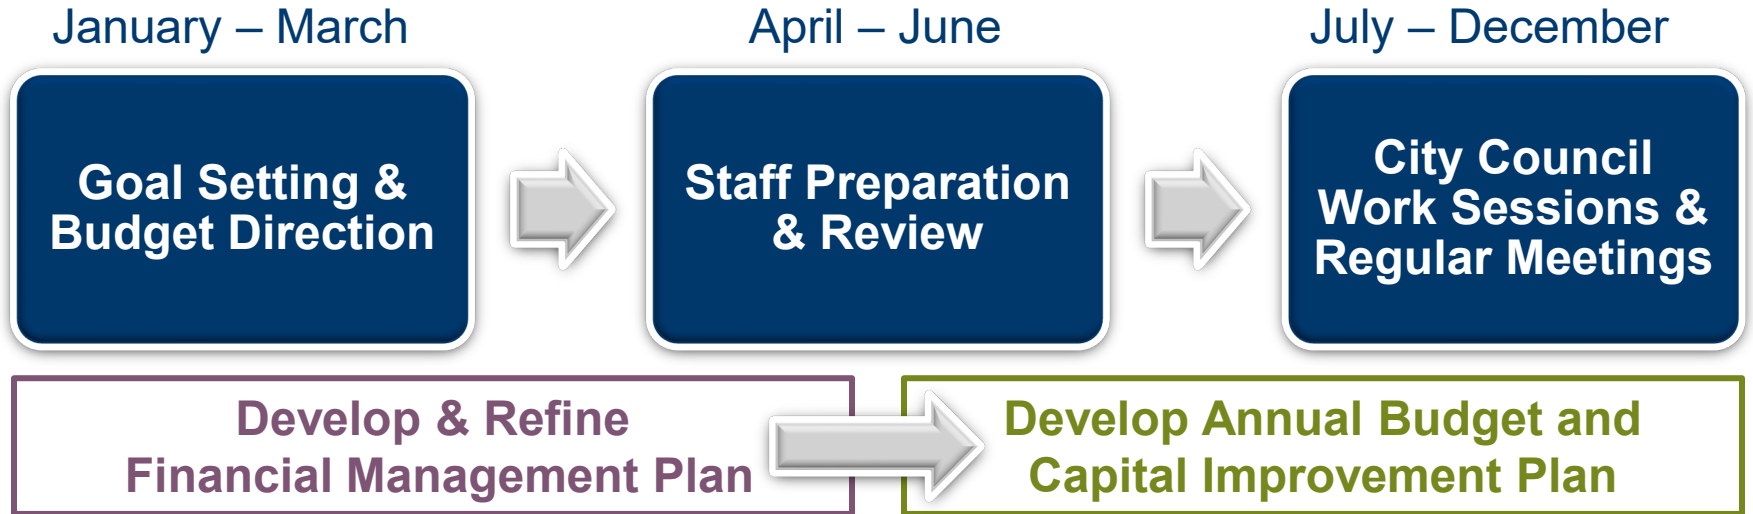 January – March
April – June
July – December
Goal Setting &
Budget Direction
Staff Preparation
& Review
City Council
Work Sessions &
Regular Meetings
Develop & Refine
Financial Management Plan
Develop Annual Budget and
Capital Improvement Plan